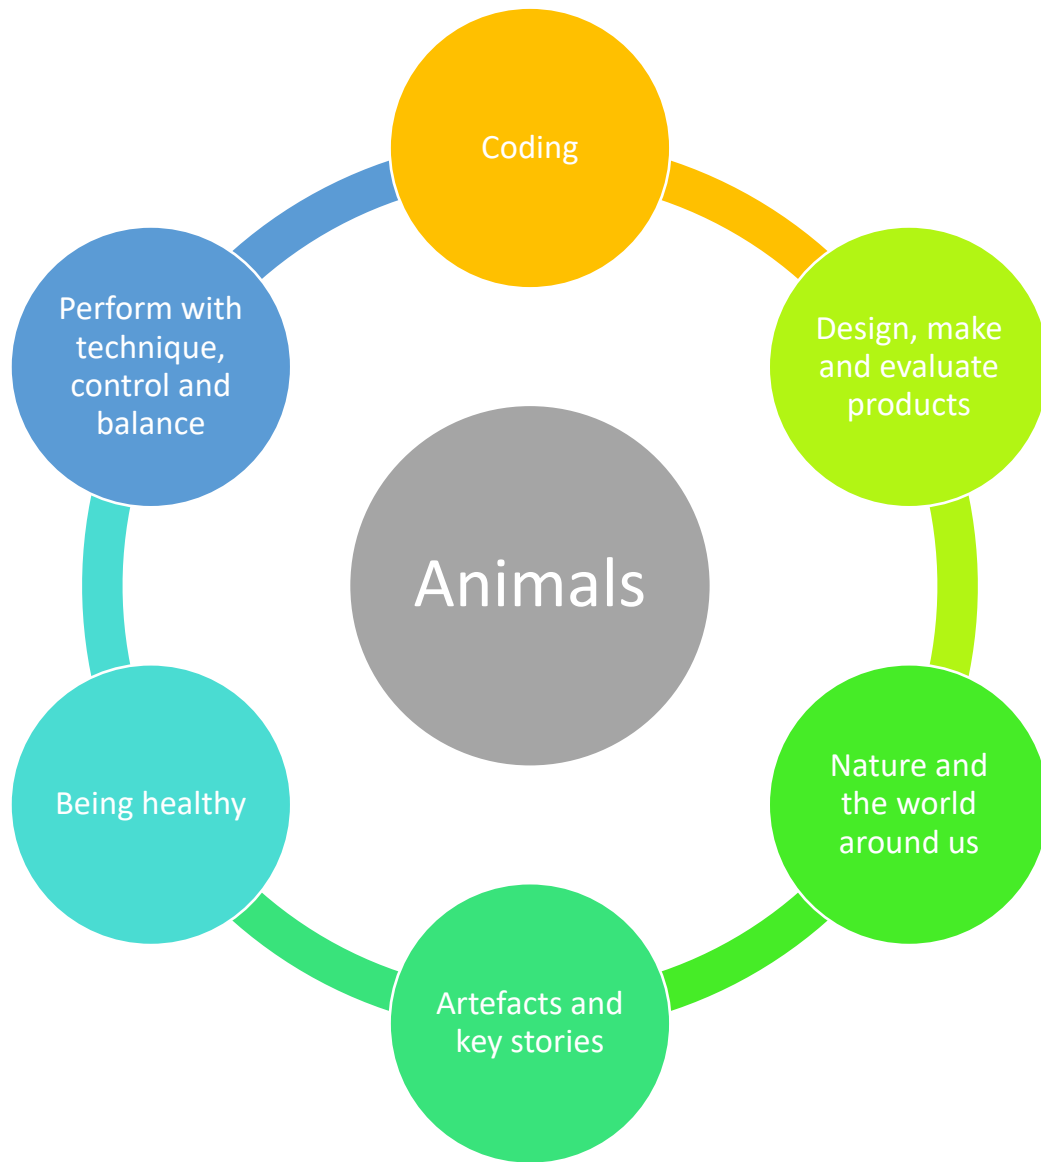 Coding
Design, make
and evaluate
products
Nature and
the world
around us
Artefacts and
key stories
Being healthy
Perform with
technique,
control and
balance
Animals